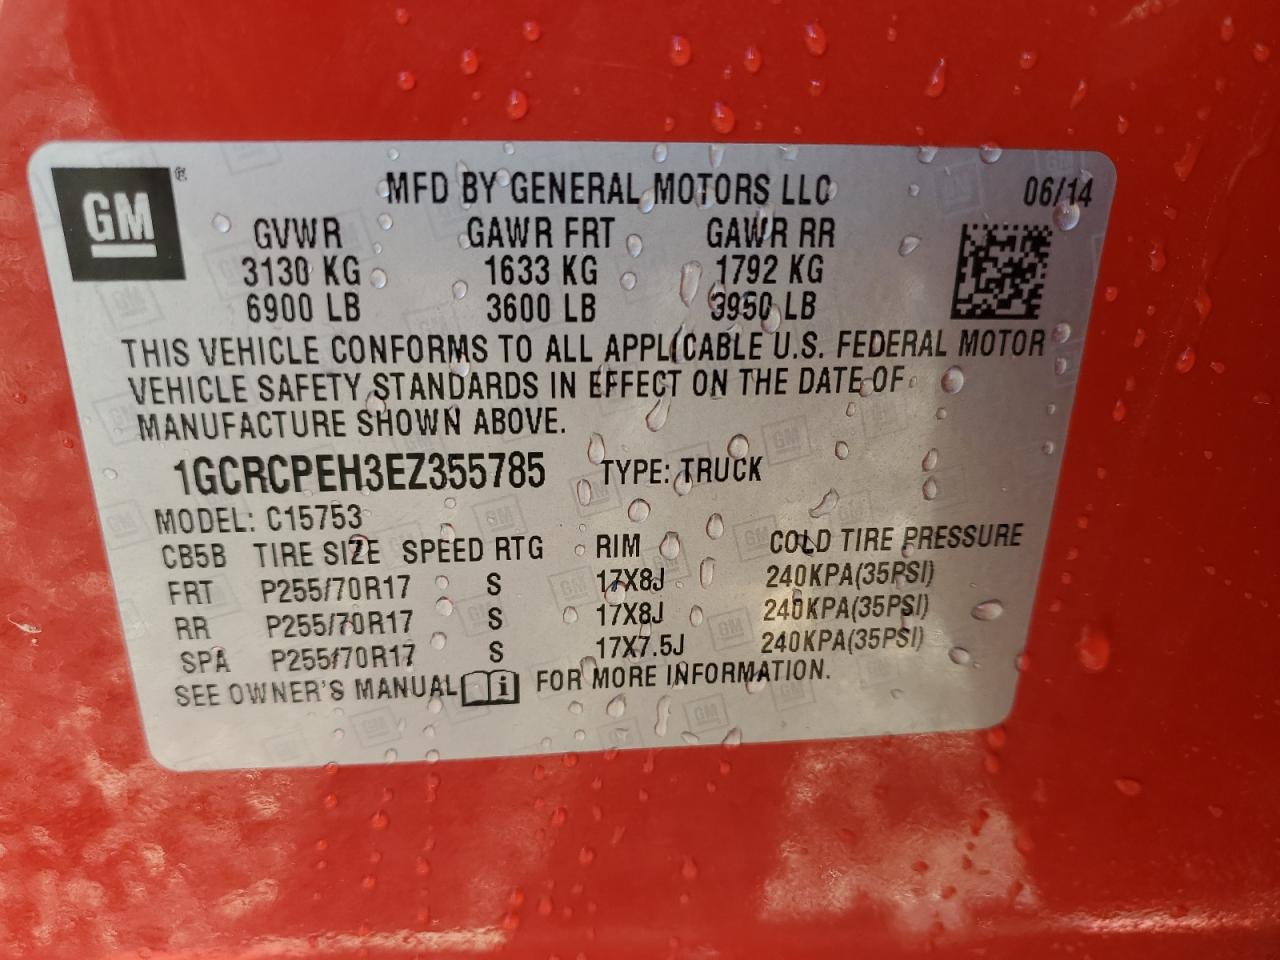 GM®
MFD BY GENERAL MOTORS LLC 06/14
GVWR GAWR FRT GAWR RR
3130 KG 1633 KG 1792 KG
6900 LB 3600 LB 3950 LB
THIS VEHICLE CONFORMS TO ALL APPLICABLE U.S. FEDERAL MOTOR
VEHICLE SAFETY STANDARDS IN EFFECT ON THE DATE OF
MANUFACTURE SHOWN ABOVE.
1GCRCPEH3EZ355785 TYPE: TRUCK
MODEL: C15753
CB5B TIRE SIZE SPEED RTG RIM COLD TIRE PRESSURE
FRT P255/70R17 S 17X8J 240KPA(35PSI)
RR P255/70R17 S 17X8J 240KPA(35PSI)
SPA P255/70R17 S 17X7.5J 240KPA(35PSI)
SEE OWNER'S MANUAL i FOR MORE INFORMATION.